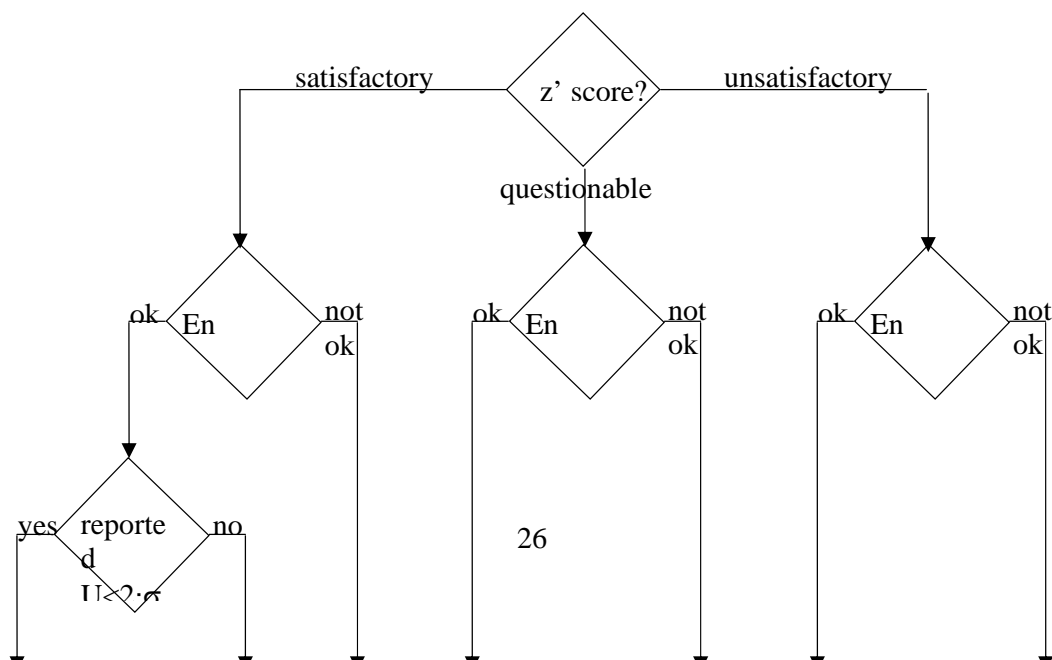 z’ score?
satisfactory
unsatisfactory
questionable
ok
En
not
ok
ok
En
not
ok
ok
En
not
ok
yes
reporte
d
U<2·σ
no
26